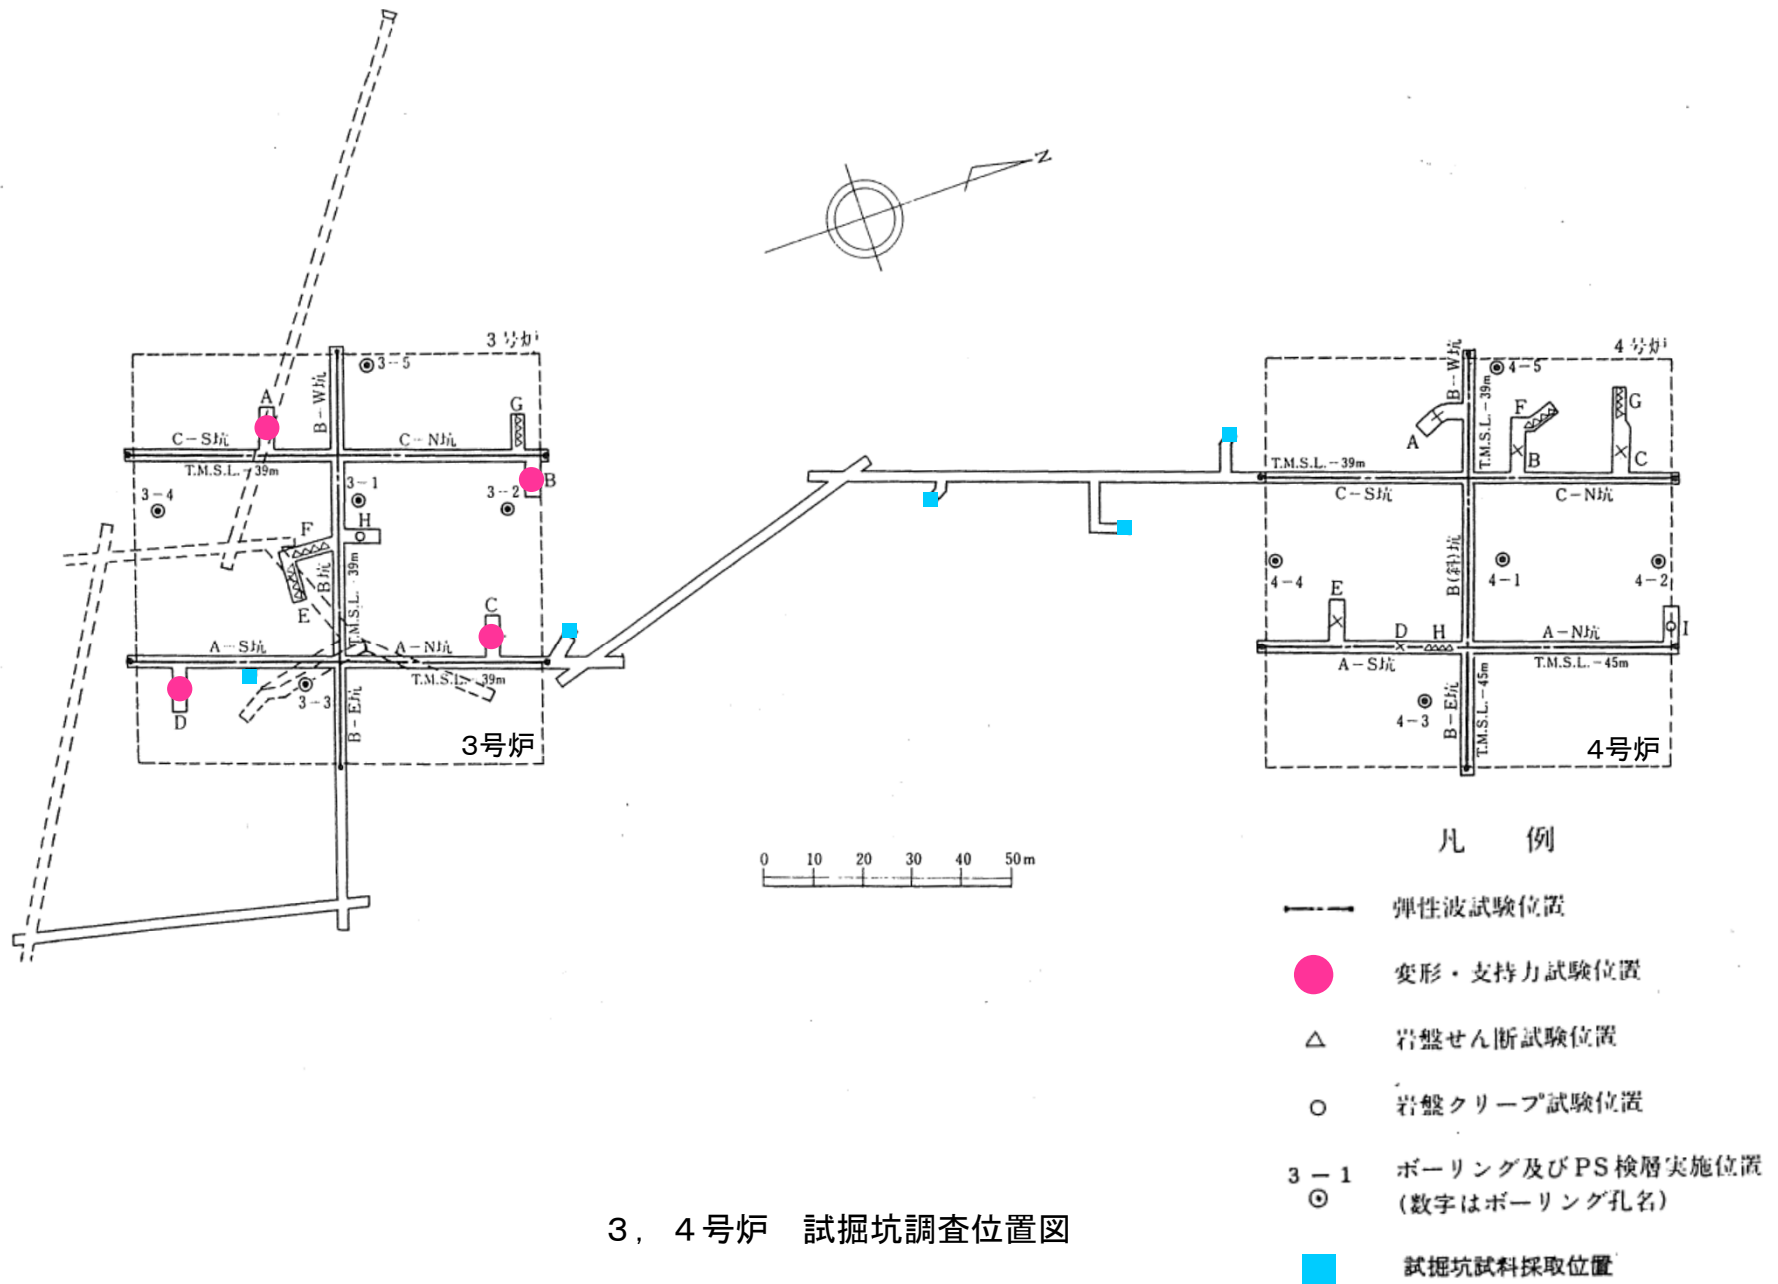 N
3号炉
3-5
A
B-W坑
G
C-S坑
C-N坑
T.M.S.L.-39m
B
3-4
3-1
3-2
H
F
B坑
T.M.S.L.-39m
E
C
A-S坑
A-N坑
T.M.S.L.-39m
3-3
D
B-E坑
3号炉
4号炉
4-5
B-W坑
T.M.S.L.-39m
A
F
G
B
C
T.M.S.L.-39m
C-S坑
C-N坑
4-4
B(斜)坑
4-1
4-2
E
D
H
A-N坑
I
A-S坑
T.M.S.L.-45m
4-3
B-E坑
T.M.S.L.-45m
4号炉
0 10 20 30 40 50m
凡 例
弾性波試験位置
変形・支持力試験位置
岩盤せん断試験位置
岩盤クリープ試験位置
3-1 ボーリング及びPS検層実施位置
(数字はボーリング孔名)
試掘坑試料採取位置
3，4号炉 試掘坑調査位置図